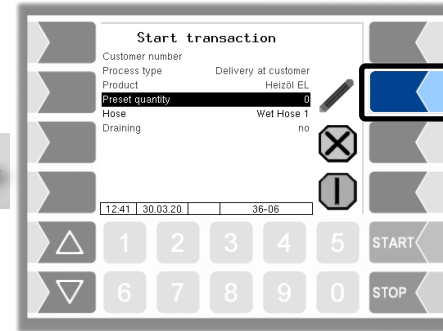 Start transaction
Customer number
Process type Delivery at customer
Product Heizöl EL
Preset quantity 0
Hose Wet Hose 1
Draining no
12:41 30.03.20 36-06
1 2 3 4 5 START
6 7 8 9 0 STOP